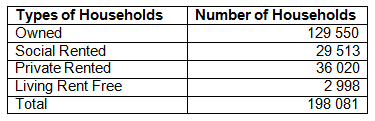 Types of Households Number of Households
Owned 129 550
Social Rented 29 513
Private Rented 36 020
Living Rent Free 2 998
Total 198 081